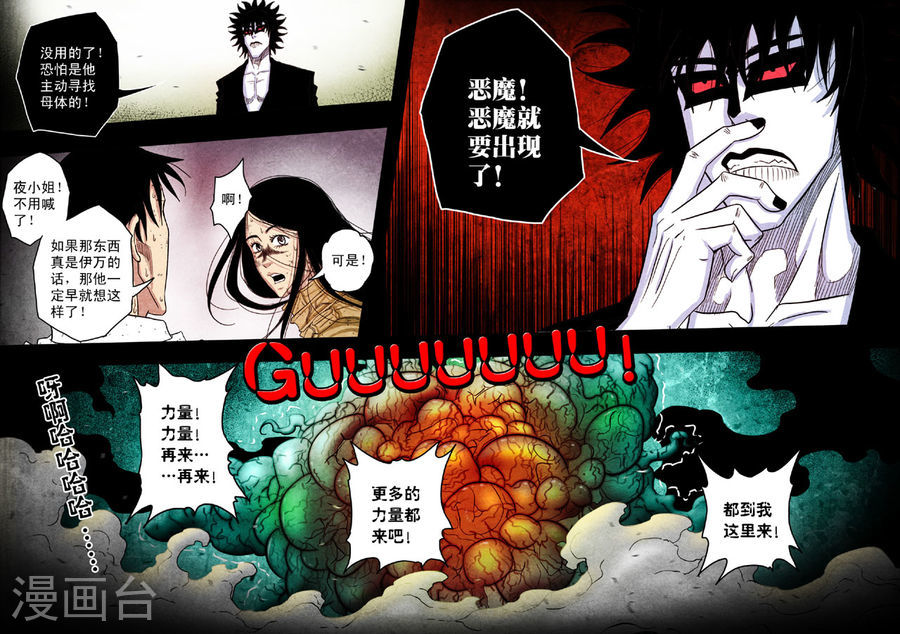 没用的了！
恐怕是他
主动寻找
母体的！
恶魔！
恶魔就
要出现
了！
夜小姐！
不用喊
了！
如果那东西
真是伊万的
话，那他一
定早就想这
样了！
啊！
可是！
GUUUUUUUU！
呀啊哈哈哈哈……
力量！
力量！
再来…
…再来！
更多的
力量都
来吧！
都到我
这里来！
漫画台